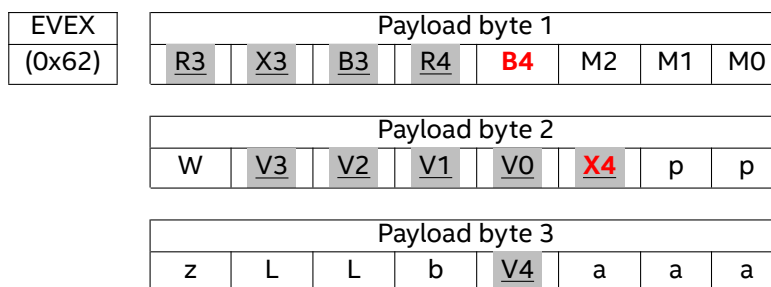 EVEX Payload byte 1
(0x62) R3 X3 B3 R4 B4 M2 M1 M0
Payload byte 2
W V3 V2 V1 V0 X4 p p
Payload byte 3
z L L b V4 a a a